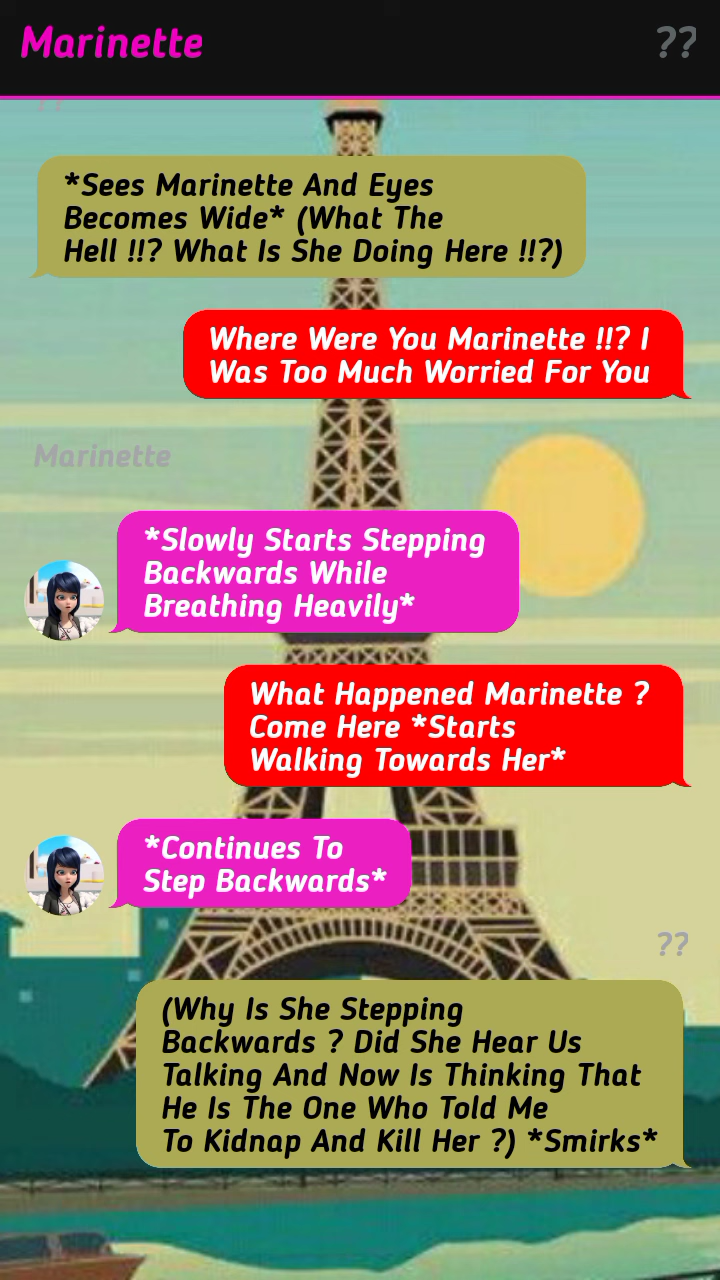 Marinette
??
??
*Sees Marinette And Eyes
Becomes Wide* (What The
Hell !!? What Is She Doing Here !!?)
Where Were You Marinette !!? I
Was Too Much Worried For You
Marinette
*Slowly Starts Stepping
Backwards While
Breathing Heavily*
What Happened Marinette ?
Come Here *Starts
Walking Towards Her*
*Continues To
Step Backwards*
??
(Why Is She Stepping
Backwards ? Did She Hear Us
Talking And Now Is Thinking That
He Is The One Who Told Me
To Kidnap And Kill Her ?) *Smirks*